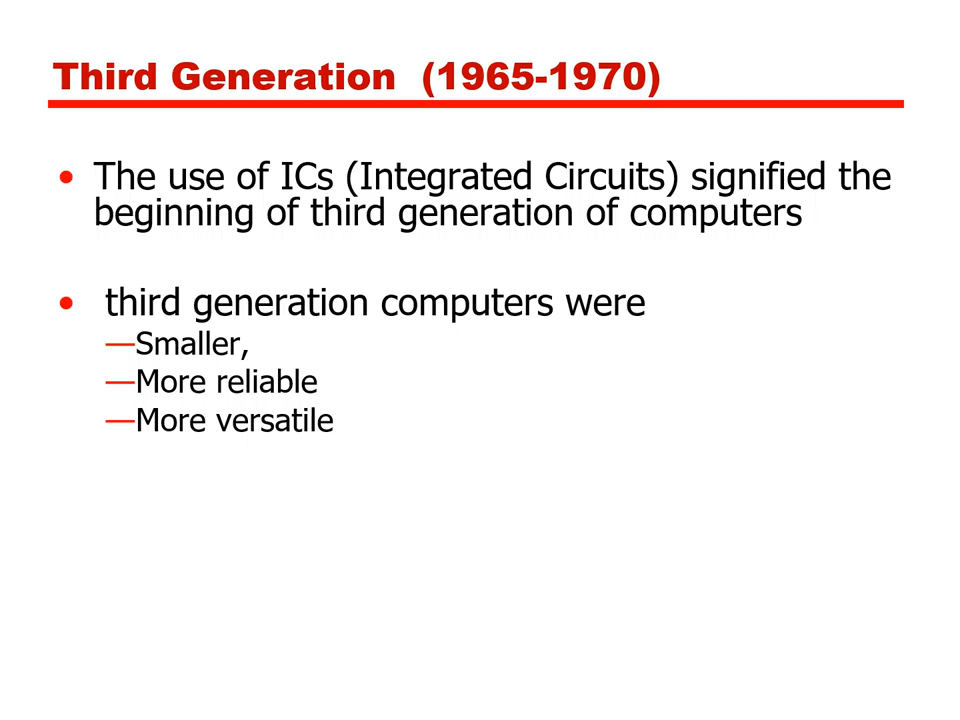 Third Generation  (1965-1970)
• The use of ICs (Integrated Circuits) signified the
beginning of third generation of computers
• third generation computers were
—Smaller,
—More reliable
—More versatile